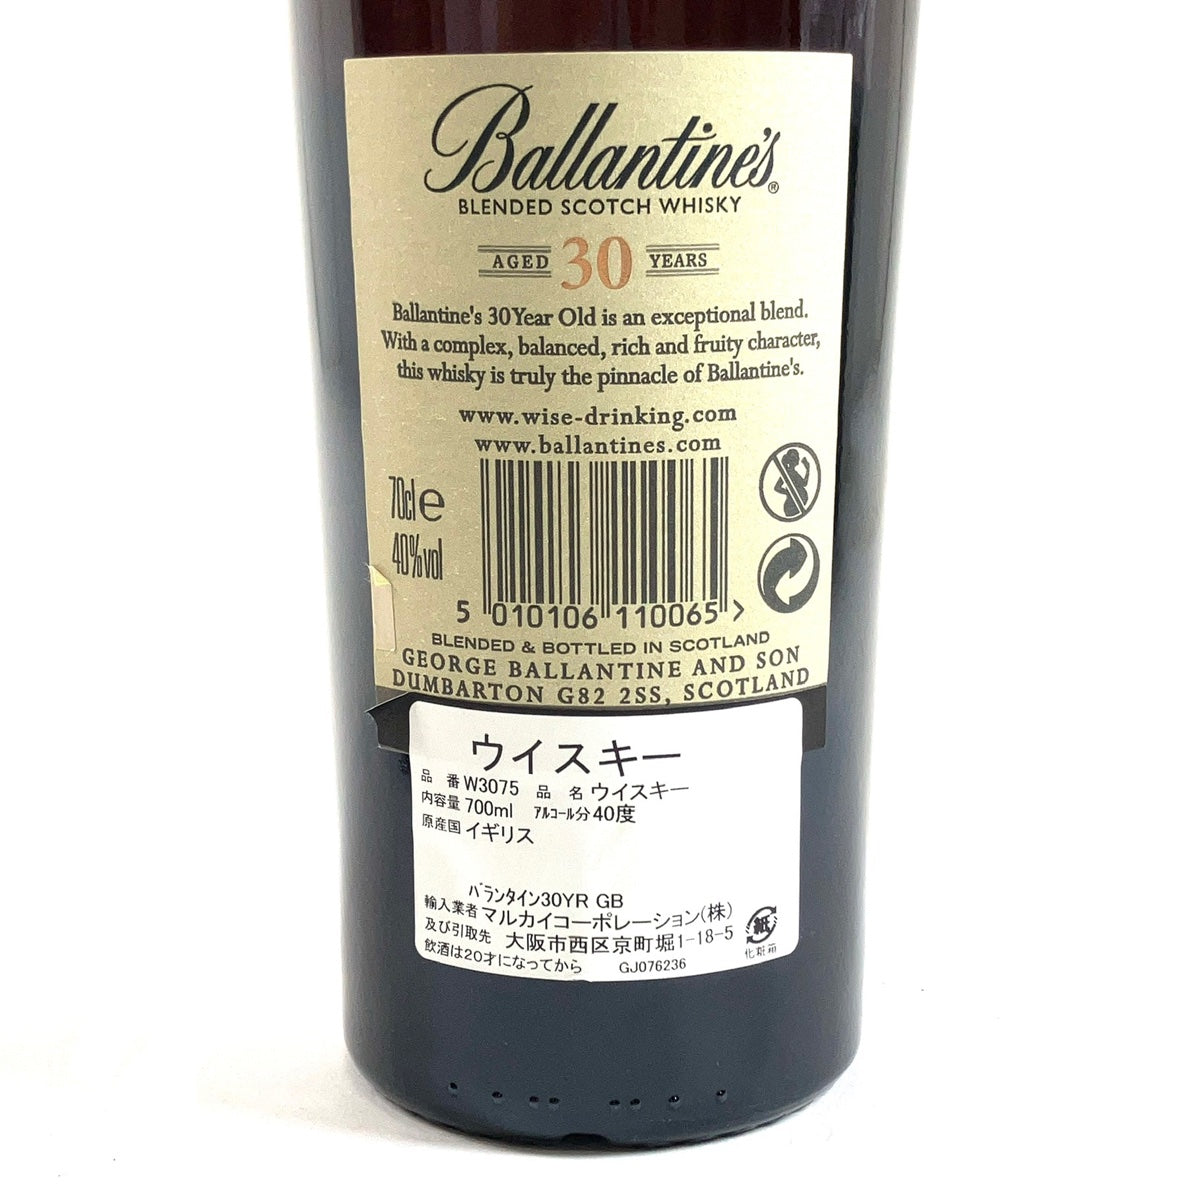 Ballantine's®
BLENDED SCOTCH WHISKY
AGED 30 YEARS
Ballantine's 30 Year Old is an exceptional blend.
With a complex, balanced, rich and fruity character,
this whisky is truly the pinnacle of Ballantine's.
www.wise-drinking.com
www.ballantines.com
70cl e
40%vol
5 010106 110065 >
BLENDED & BOTTLED IN SCOTLAND
GEORGE BALLANTINE AND SON
DUMBARTON G82 2SS, SCOTLAND
ウイスキー
品 番 W3075 品 名 ウイスキー
内容量 700ml アルコール分 40度
原産国 イギリス
バランタイン30YR GB
輸入業者 マルカイコーポレーション(株)
及び引取先 大阪市西区京町堀1-18-5
飲酒は20才になってから GJ076236
紙
化粧箱